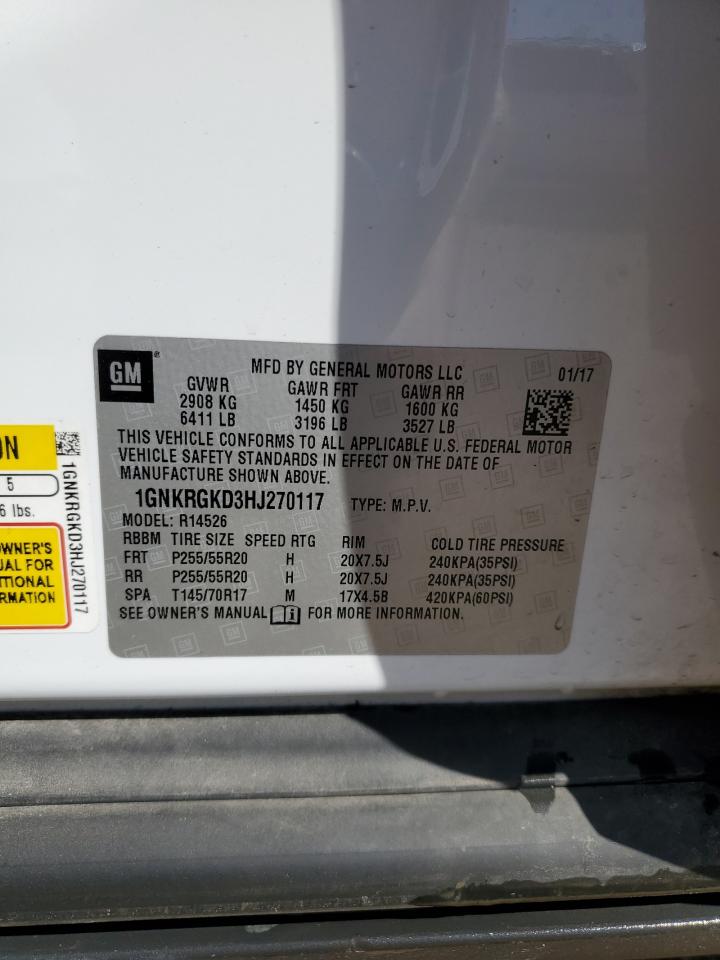 GM
MFD BY GENERAL MOTORS LLC 01/17
GVWR GAWR FRT GAWR RR
2908 KG 1450 KG 1600 KG
6411 LB 3196 LB 3527 LB
THIS VEHICLE CONFORMS TO ALL APPLICABLE U.S. FEDERAL MOTOR
VEHICLE SAFETY STANDARDS IN EFFECT ON THE DATE OF
MANUFACTURE SHOWN ABOVE.
1GNKRGKD3HJ270117 TYPE: M.P.V.
MODEL: R14526
RBBM TIRE SIZE SPEED RTG RIM COLD TIRE PRESSURE
FRT P255/55R20 H 20X7.5J 240KPA(35PSI)
RR P255/55R20 H 20X7.5J 240KPA(35PSI)
SPA T145/70R17 M 17X4.5B 420KPA(60PSI)
SEE OWNER'S MANUAL FOR MORE INFORMATION.
ON
5
6 lbs.
OWNER'S
UAL FOR
ITIONAL
RMATION
1GNKRGKD3HJ270117